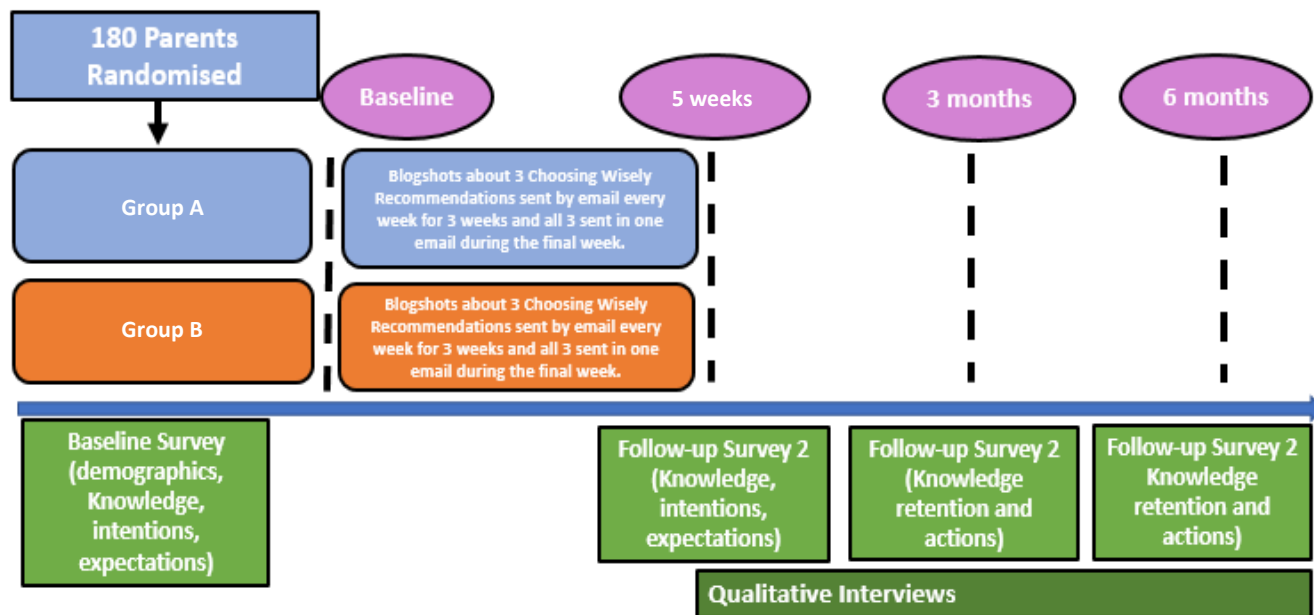 180 Parents
Randomised
Baseline
5 weeks
3 months
6 months
Group A
Blogshots about 3 Choosing Wisely
Recommendations sent by email every
week for 3 weeks and all 3 sent in one
email during the final week.
Group B
Blogshots about 3 Choosing Wisely
Recommendations sent by email every
week for 3 weeks and all 3 sent in one
email during the final week.
Baseline Survey
(demographics,
Knowledge,
intentions,
expectations)
Follow-up Survey 2
(Knowledge,
intentions,
expectations)
Follow-up Survey 2
(Knowledge
retention and
actions)
Follow-up Survey 2
Knowledge
retention and
actions)
Qualitative Interviews